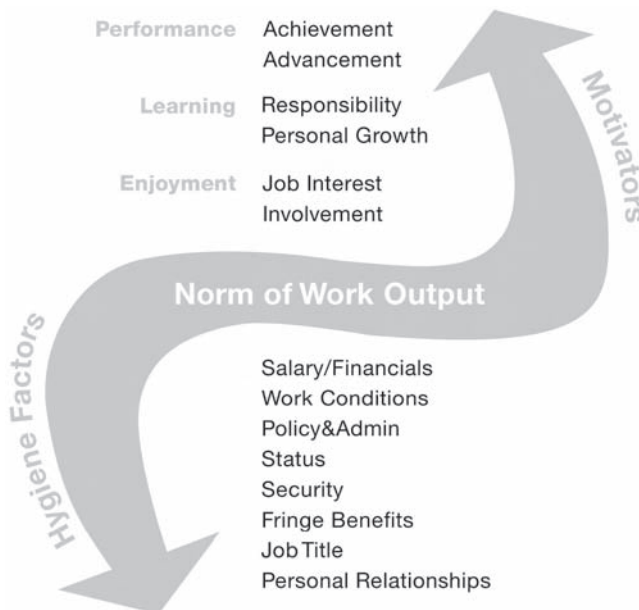 Performance Achievement
Advancement
Learning Responsibility
Personal Growth
Enjoyment Job Interest
Involvement
Motivators
Norm of Work Output
Hygiene Factors
Salary/Financials
Work Conditions
Policy&Admin
Status
Security
Fringe Benefits
Job Title
Personal Relationships